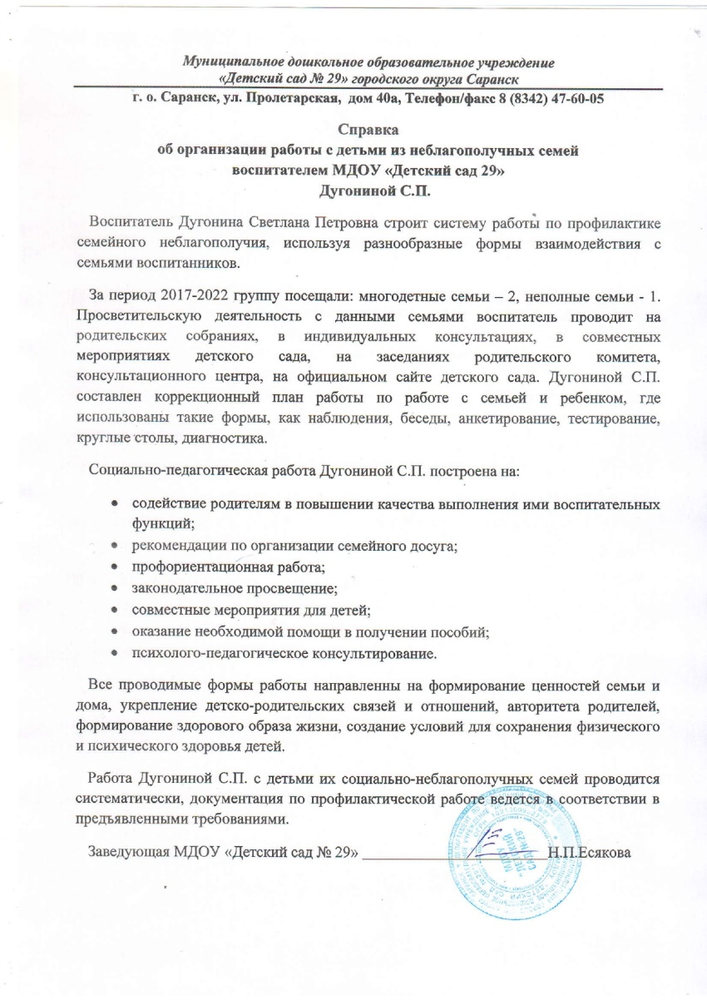 Муниципальное дошкольное образовательное учреждение
«Детский сад № 29» городского округа Саранск
г. о. Саранск, ул. Пролетарская, дом 40а, Телефон/факс 8 (8342) 47-60-05
Справка
об организации работы с детьми из неблагополучных семей
воспитателем МДОУ «Детский сад 29»
Дугониной С.П.
Воспитатель Дугонина Светлана Петровна строит систему работы по профилактике
семейного неблагополучия, используя разнообразные формы взаимодействия с
семьями воспитанников.
За период 2017-2022 группу посещали: многодетные семьи – 2, неполные семьи - 1.
Просветительскую деятельность с данными семьями воспитатель проводит на
родительских собраниях, в индивидуальных консультациях, в совместных
мероприятиях детского сада, на заседаниях родительского комитета,
консультационного центра, на официальном сайте детского сада. Дугониной С.П.
составлен коррекционный план работы по работе с семьей и ребенком, где
использованы такие формы, как наблюдения, беседы, анкетирование, тестирование,
круглые столы, диагностика.
Социально-педагогическая работа Дугониной С.П. построена на:
• содействие родителям в повышении качества выполнения ими воспитательных
функций;
• рекомендации по организации семейного досуга;
• профориентационная работа;
• законодательное просвещение;
• совместные мероприятия для детей;
• оказание необходимой помощи в получении пособий;
• психолого-педагогическое консультирование.
Все проводимые формы работы направленны на формирование ценностей семьи и
дома, укрепление детско-родительских связей и отношений, авторитета родителей,
формирование здорового образа жизни, создание условий для сохранения физического
и психического здоровья детей.
Работа Дугониной С.П. с детьми их социально-неблагополучных семей проводится
систематически, документация по профилактической работе ведется в соответствии в
предъявленными требованиями.
Заведующая МДОУ «Детский сад № 29» ________________________Н.П.Есякова
МДОУ
"ДЕТСКИЙ
САД №29"